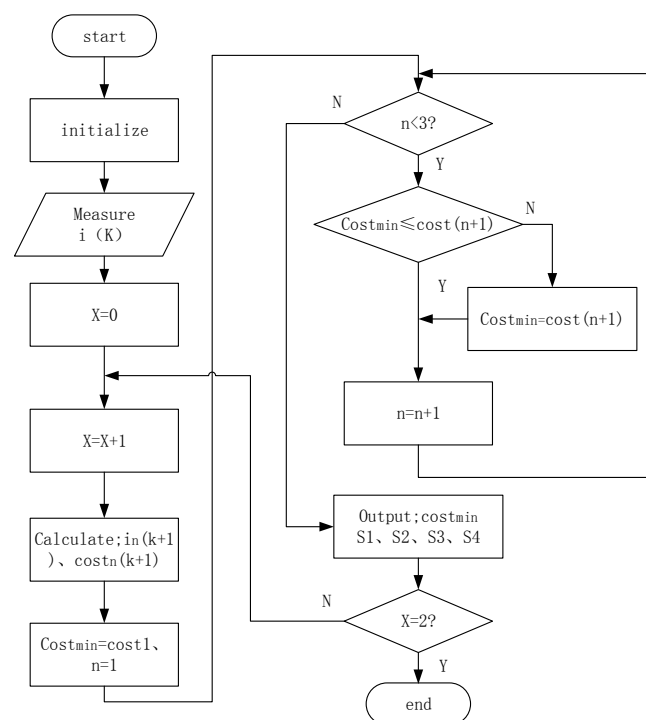 start
initialize
Measure
i（K）
X=0
X=X+1
Calculate;in(k+1
)、costn(k+1)
Costmin=cost1、
n=1
n<3?
N
Y
Costmin≤cost(n+1)
N
Y
Costmin=cost(n+1)
n=n+1
Output;costmin
S1、S2、S3、S4
X=2?
N
Y
end